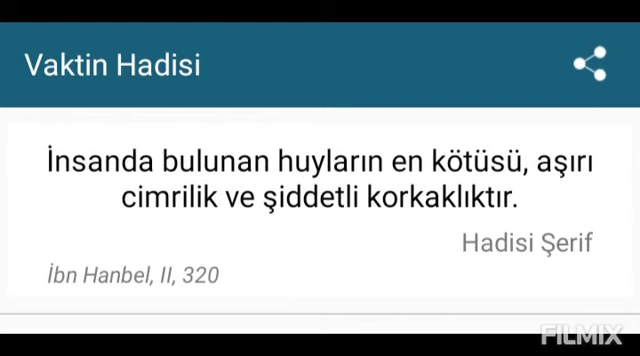 Vaktin Hadisi
İnsanda bulunan huyların en kötüsü, aşırı
cimrilik ve şiddetli korkaklıktır.
Hadisi Şerif
İbn Hanbel, II, 320
FILMIX